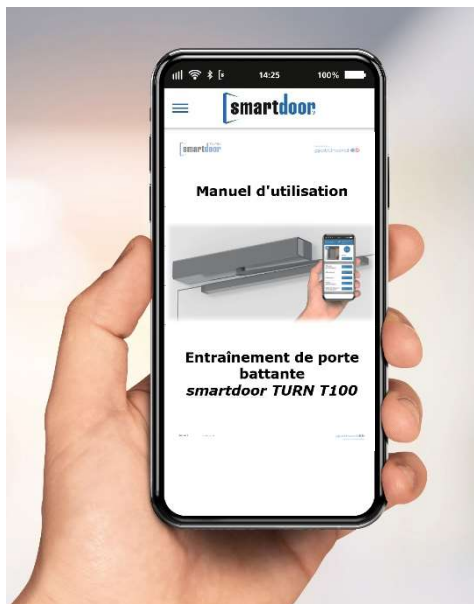 14:25
100%
smartdoor
smartdoor
Manuel d'utilisation
Entraînement de porte
battante
smartdoor TURN T100